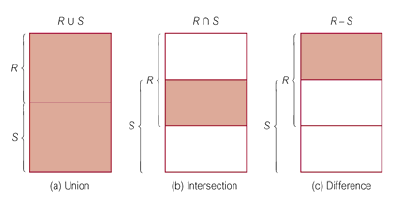 R ∪ S
R ∩ S
R – S
R
S
R
S
R
S
(a) Union
(b) Intersection
(c) Difference